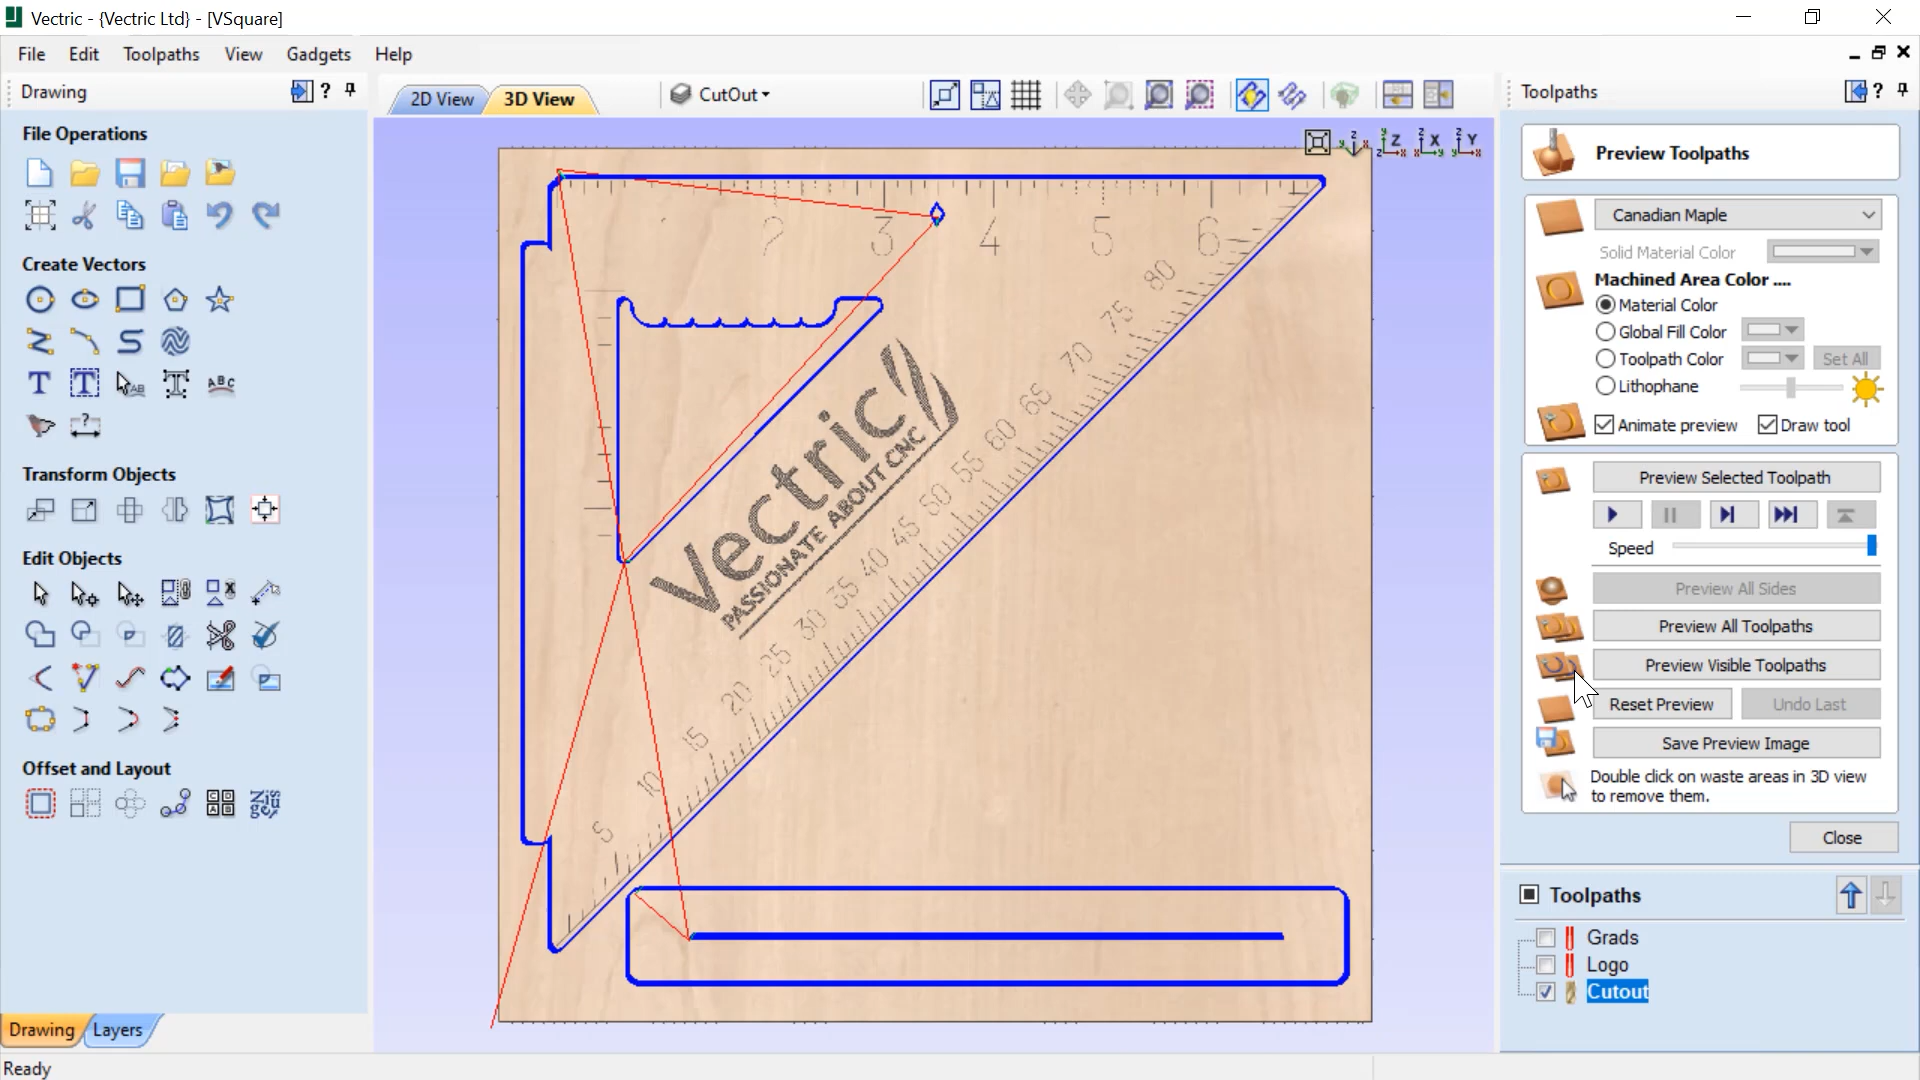 Vectric - {Vectric Ltd} - [VSquare]
File Edit Toolpaths View Gadgets Help
Drawing
File Operations
Create Vectors
Transform Objects
Edit Objects
Offset and Layout
Drawing Layers
Ready
2D View 3D View CutOut
2 3 4 5 6
80
75
70
65
60
55
50
45
40
35
30
25
20
15
10
5
Vectric
PASSIONATE ABOUT CNC
Toolpaths
Preview Toolpaths
Canadian Maple
Solid Material Color
Machined Area Color ....
Material Color
Global Fill Color
Toolpath Color Set All
Lithophane
Animate preview Draw tool
Preview Selected Toolpath
Speed
Preview All Sides
Preview All Toolpaths
Preview Visible Toolpaths
Reset Preview Undo Last
Save Preview Image
Double click on waste areas in 3D view
to remove them.
Close
Toolpaths
Grads
Logo
Cutout